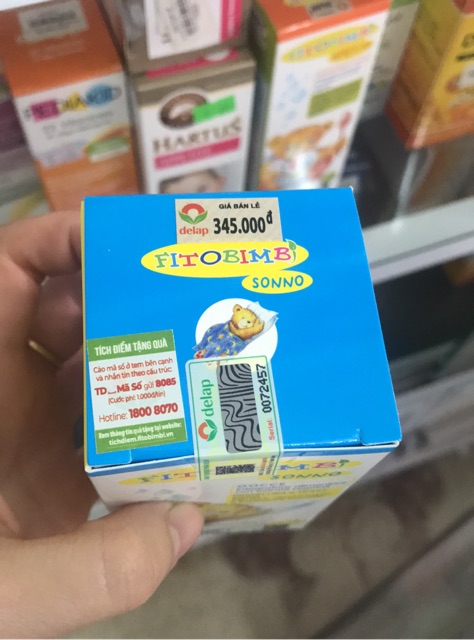 HARTUS
GIÁ BÁN LẺ
delap
345.000đ
FITOBIMBI
SONNO
TÍCH ĐIỂM TẶNG QUÀ
Cào mã số ở tem bên cạnh
và nhắn tin theo cấu trúc
TD__Mã Số gửi 8085
(Cước phí: 1.000đ/tin)
Hotline: 1800 8070
Xem thông tin quà tặng tại website:
tichdiem.fitobimbi.vn
delap
Serial 0072457
FITOBIMBI
SONNO